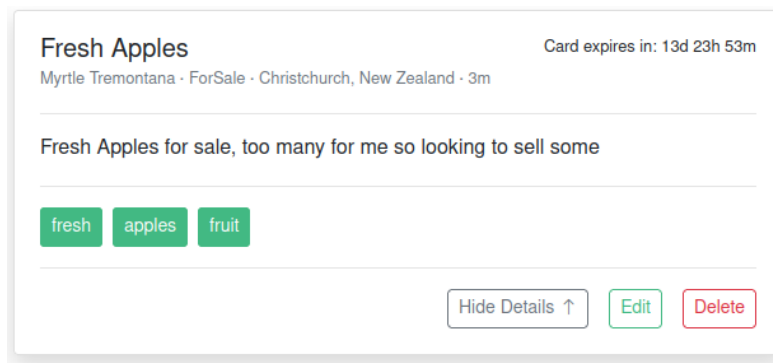 Fresh Apples
Card expires in: 13d 23h 53m
Myrtle Tremontana · ForSale · Christchurch, New Zealand · 3m
Fresh Apples for sale, too many for me so looking to sell some
fresh apples fruit
Hide Details ↑ Edit Delete